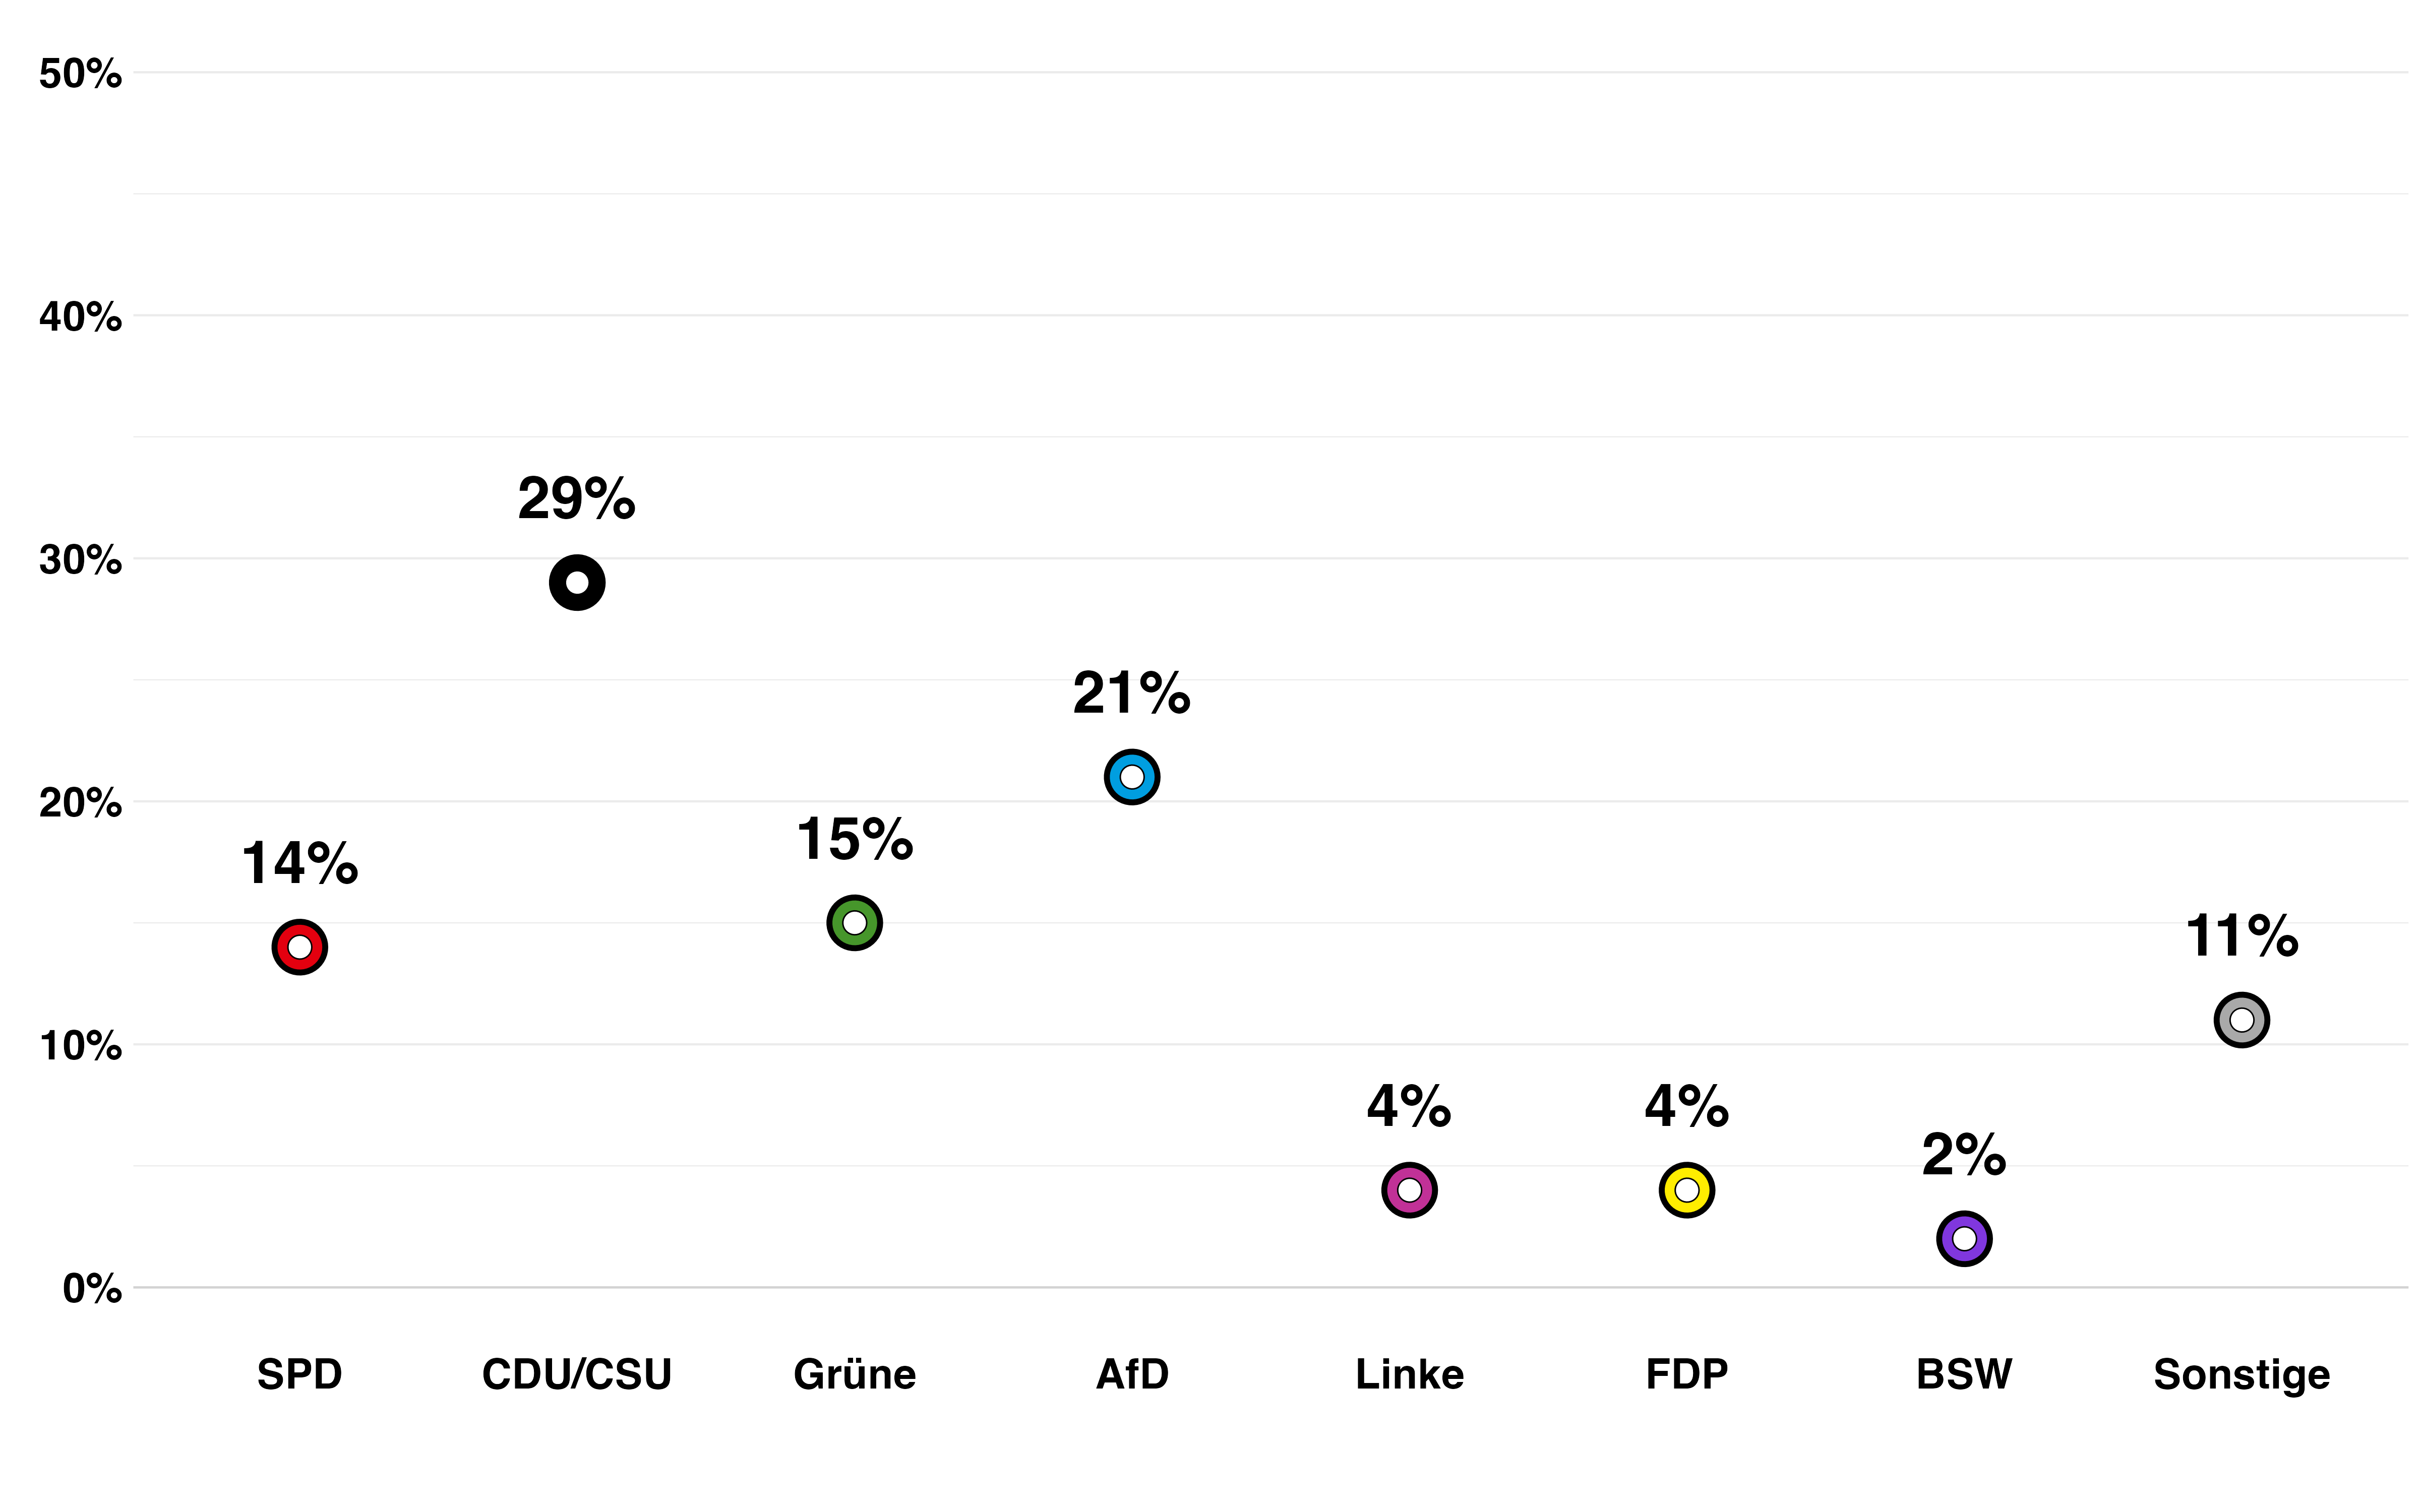 50%
40%
30%
20%
10%
0%
14%
29%
15%
21%
4%
4%
2%
11%
SPD
CDU/CSU
Grüne
AfD
Linke
FDP
BSW
Sonstige